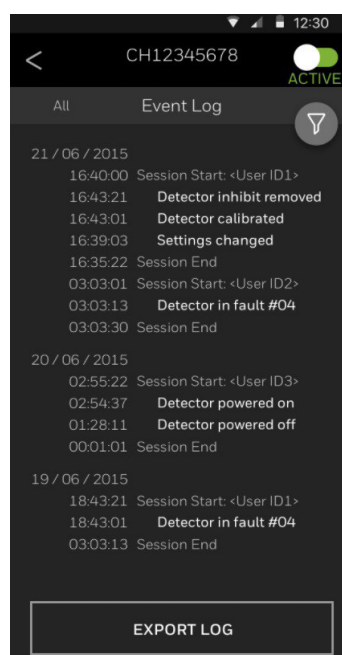 12:30
CH12345678
ACTIVE
All Event Log
21 / 06 / 2015
16:40:00 Session Start: <User ID1>
16:43:21 Detector inhibit removed
16:43:01 Detector calibrated
16:39:03 Settings changed
16:35:22 Session End
03:03:01 Session Start: <User ID2>
03:03:13 Detector in fault #04
03:03:30 Session End
20 / 06 / 2015
02:55:22 Session Start: <User ID3>
02:54:37 Detector powered on
01:28:11 Detector powered off
00:01:01 Session End
19 / 06 / 2015
18:43:21 Session Start: <User ID1>
18:43:01 Detector in fault #04
03:03:13 Session End
EXPORT LOG